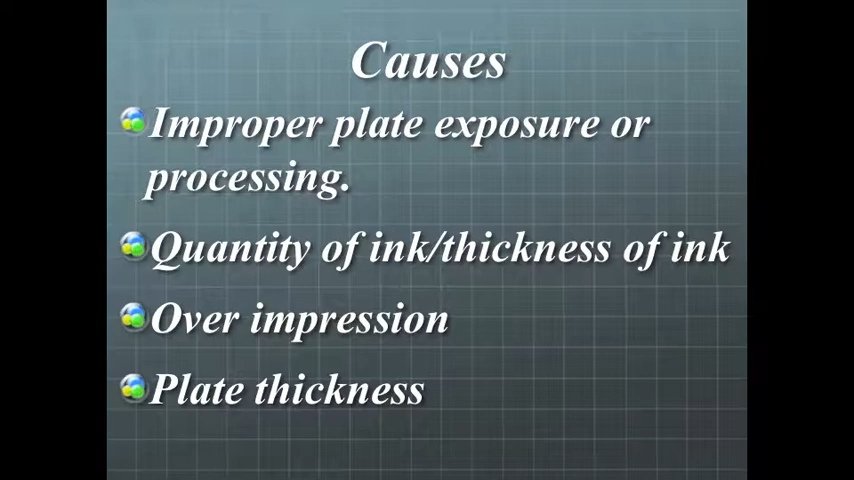 Causes
Improper plate exposure or
processing.
Quantity of ink/thickness of ink
Over impression
Plate thickness